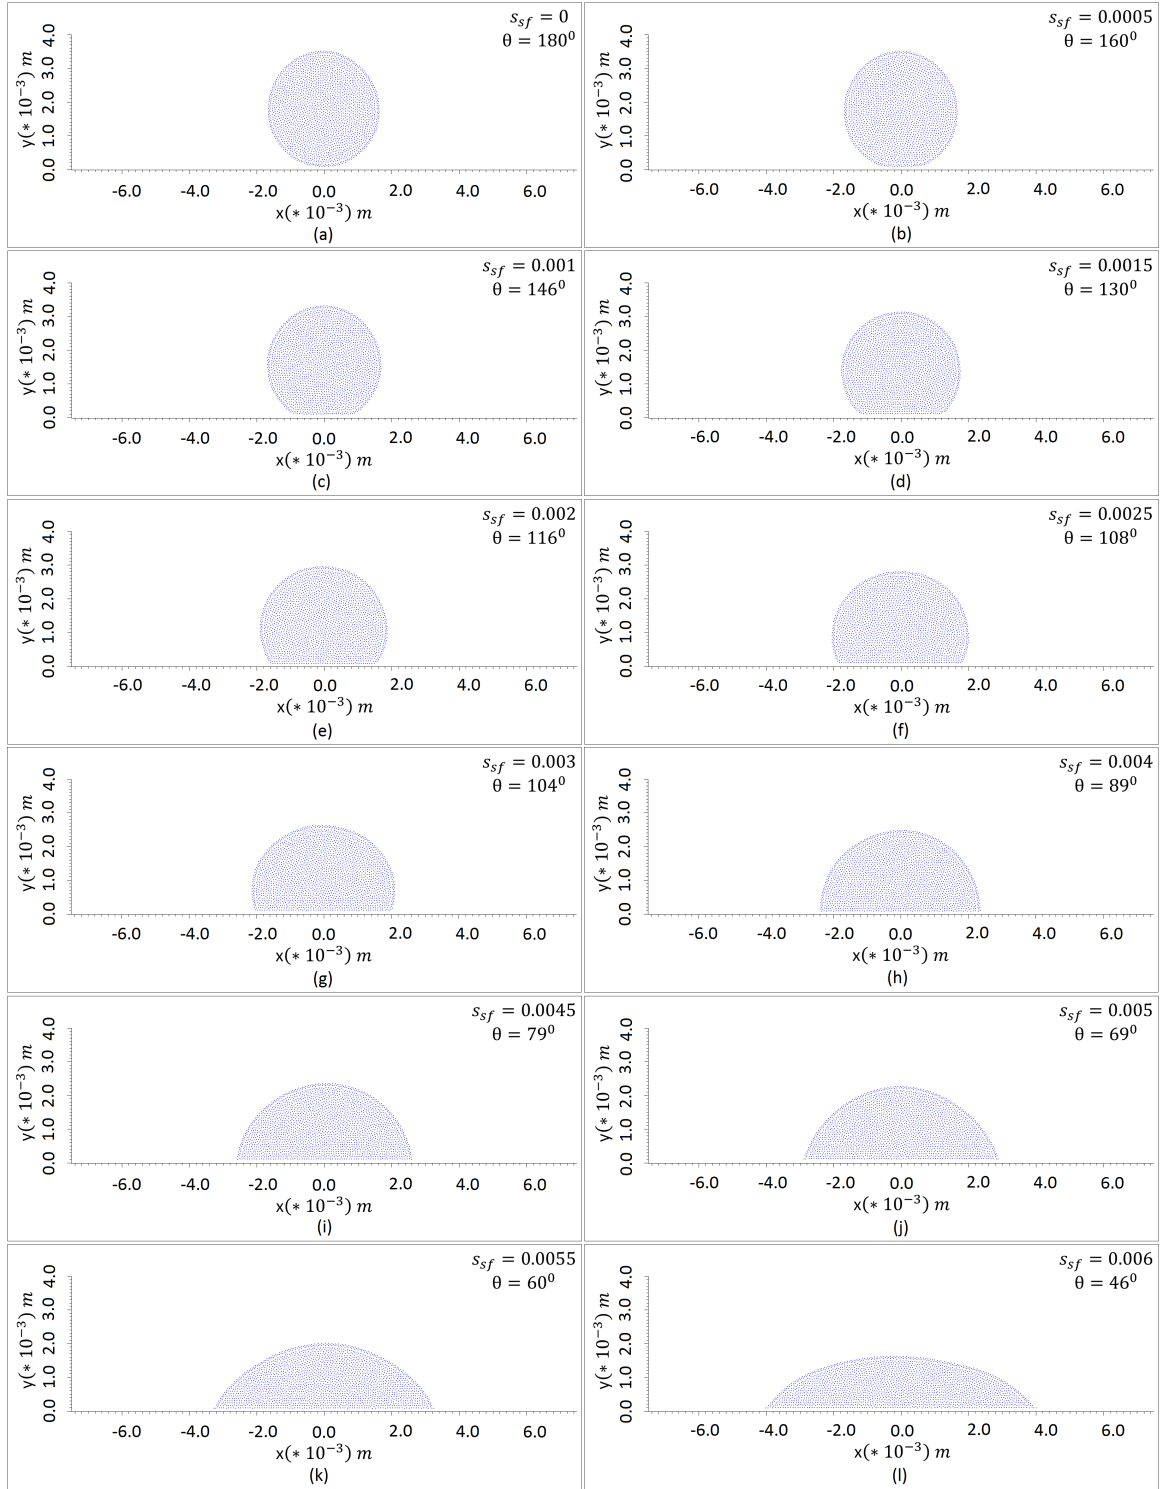 s_sf = 0
θ = 180⁰
y(* 10⁻³) m
4.0
3.0
2.0
1.0
0.0
-6.0 -4.0 -2.0 0.0 2.0 4.0 6.0
x(* 10⁻³) m
(a)
s_sf = 0.0005
θ = 160⁰
y(* 10⁻³) m
4.0
3.0
2.0
1.0
0.0
-6.0 -4.0 -2.0 0.0 2.0 4.0 6.0
x(* 10⁻³) m
(b)
s_sf = 0.001
θ = 146⁰
y(* 10⁻³) m
4.0
3.0
2.0
1.0
0.0
-6.0 -4.0 -2.0 0.0 2.0 4.0 6.0
x(* 10⁻³) m
(c)
s_sf = 0.0015
θ = 130⁰
y(* 10⁻³) m
4.0
3.0
2.0
1.0
0.0
-6.0 -4.0 -2.0 0.0 2.0 4.0 6.0
x(* 10⁻³) m
(d)
s_sf = 0.002
θ = 116⁰
y(* 10⁻³) m
4.0
3.0
2.0
1.0
0.0
-6.0 -4.0 -2.0 0.0 2.0 4.0 6.0
x(* 10⁻³) m
(e)
s_sf = 0.0025
θ = 108⁰
y(* 10⁻³) m
4.0
3.0
2.0
1.0
0.0
-6.0 -4.0 -2.0 0.0 2.0 4.0 6.0
x(* 10⁻³) m
(f)
s_sf = 0.003
θ = 104⁰
y(* 10⁻³) m
4.0
3.0
2.0
1.0
0.0
-6.0 -4.0 -2.0 0.0 2.0 4.0 6.0
x(* 10⁻³) m
(g)
s_sf = 0.004
θ = 89⁰
y(* 10⁻³) m
4.0
3.0
2.0
1.0
0.0
-6.0 -4.0 -2.0 0.0 2.0 4.0 6.0
x(* 10⁻³) m
(h)
s_sf = 0.0045
θ = 79⁰
y(* 10⁻³) m
4.0
3.0
2.0
1.0
0.0
-6.0 -4.0 -2.0 0.0 2.0 4.0 6.0
x(* 10⁻³) m
(i)
s_sf = 0.005
θ = 69⁰
y(* 10⁻³) m
4.0
3.0
2.0
1.0
0.0
-6.0 -4.0 -2.0 0.0 2.0 4.0 6.0
x(* 10⁻³) m
(j)
s_sf = 0.0055
θ = 60⁰
y(* 10⁻³) m
4.0
3.0
2.0
1.0
0.0
-6.0 -4.0 -2.0 0.0 2.0 4.0 6.0
x(* 10⁻³) m
(k)
s_sf = 0.006
θ = 46⁰
y(* 10⁻³) m
4.0
3.0
2.0
1.0
0.0
-6.0 -4.0 -2.0 0.0 2.0 4.0 6.0
x(* 10⁻³) m
(l)